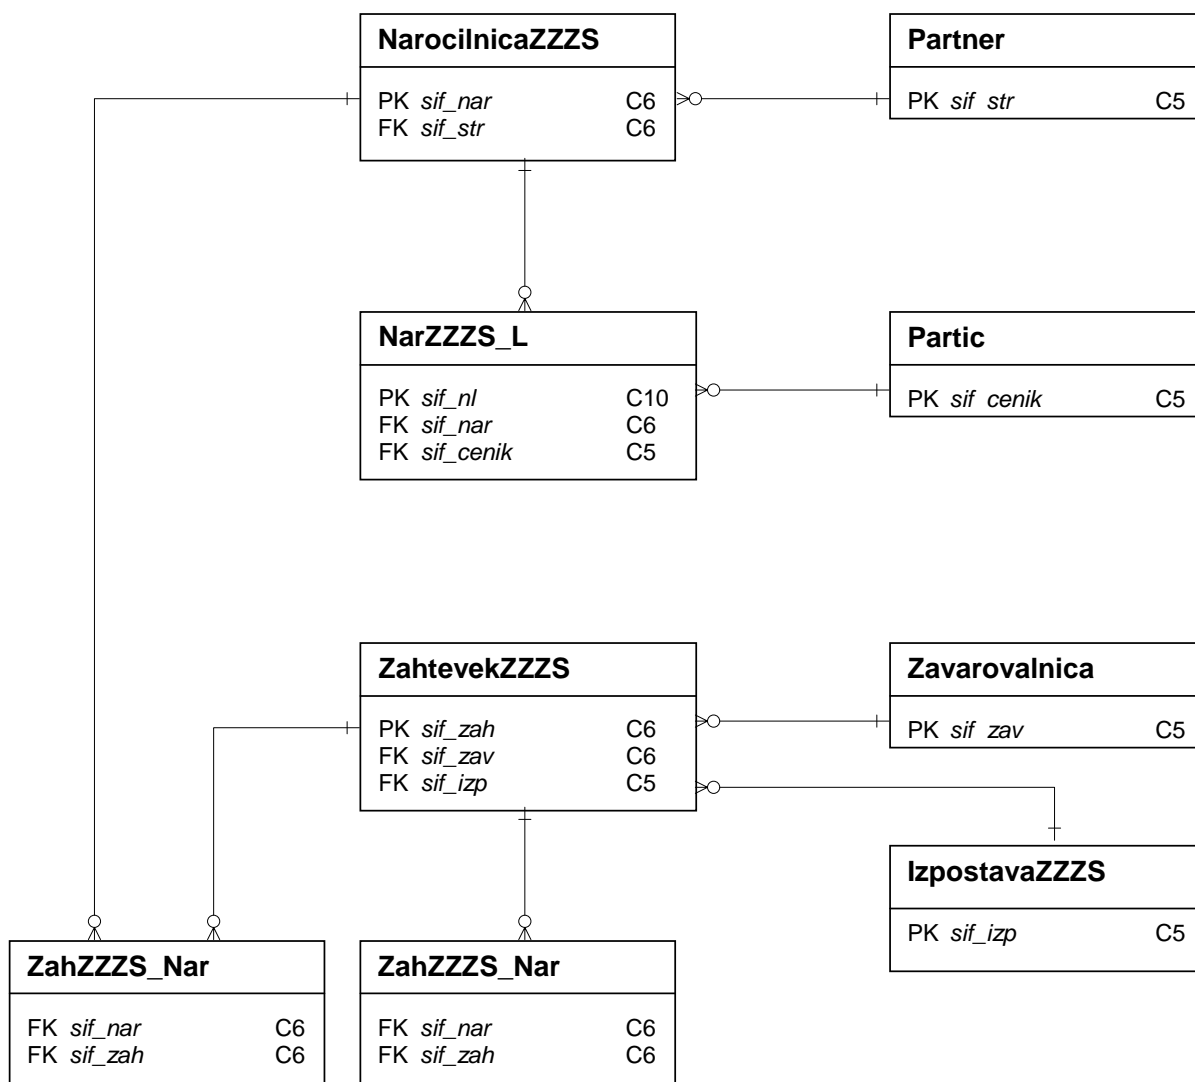 NarocilnicaZZZS
PK sif_nar C6
FK sif_str C6
Partner
PK sif_str C5
NarZZZS_L
PK sif_nl C10
FK sif_nar C6
FK sif_cenik C5
Partic
PK sif_cenik C5
ZahtevekZZZS
PK sif_zah C6
FK sif_zav C6
FK sif_izp C5
Zavarovalnica
PK sif_zav C5
IzpostavaZZZS
PK sif_izp C5
ZahZZZS_Nar
FK sif_nar C6
FK sif_zah C6
ZahZZZS_Nar
FK sif_nar C6
FK sif_zah C6